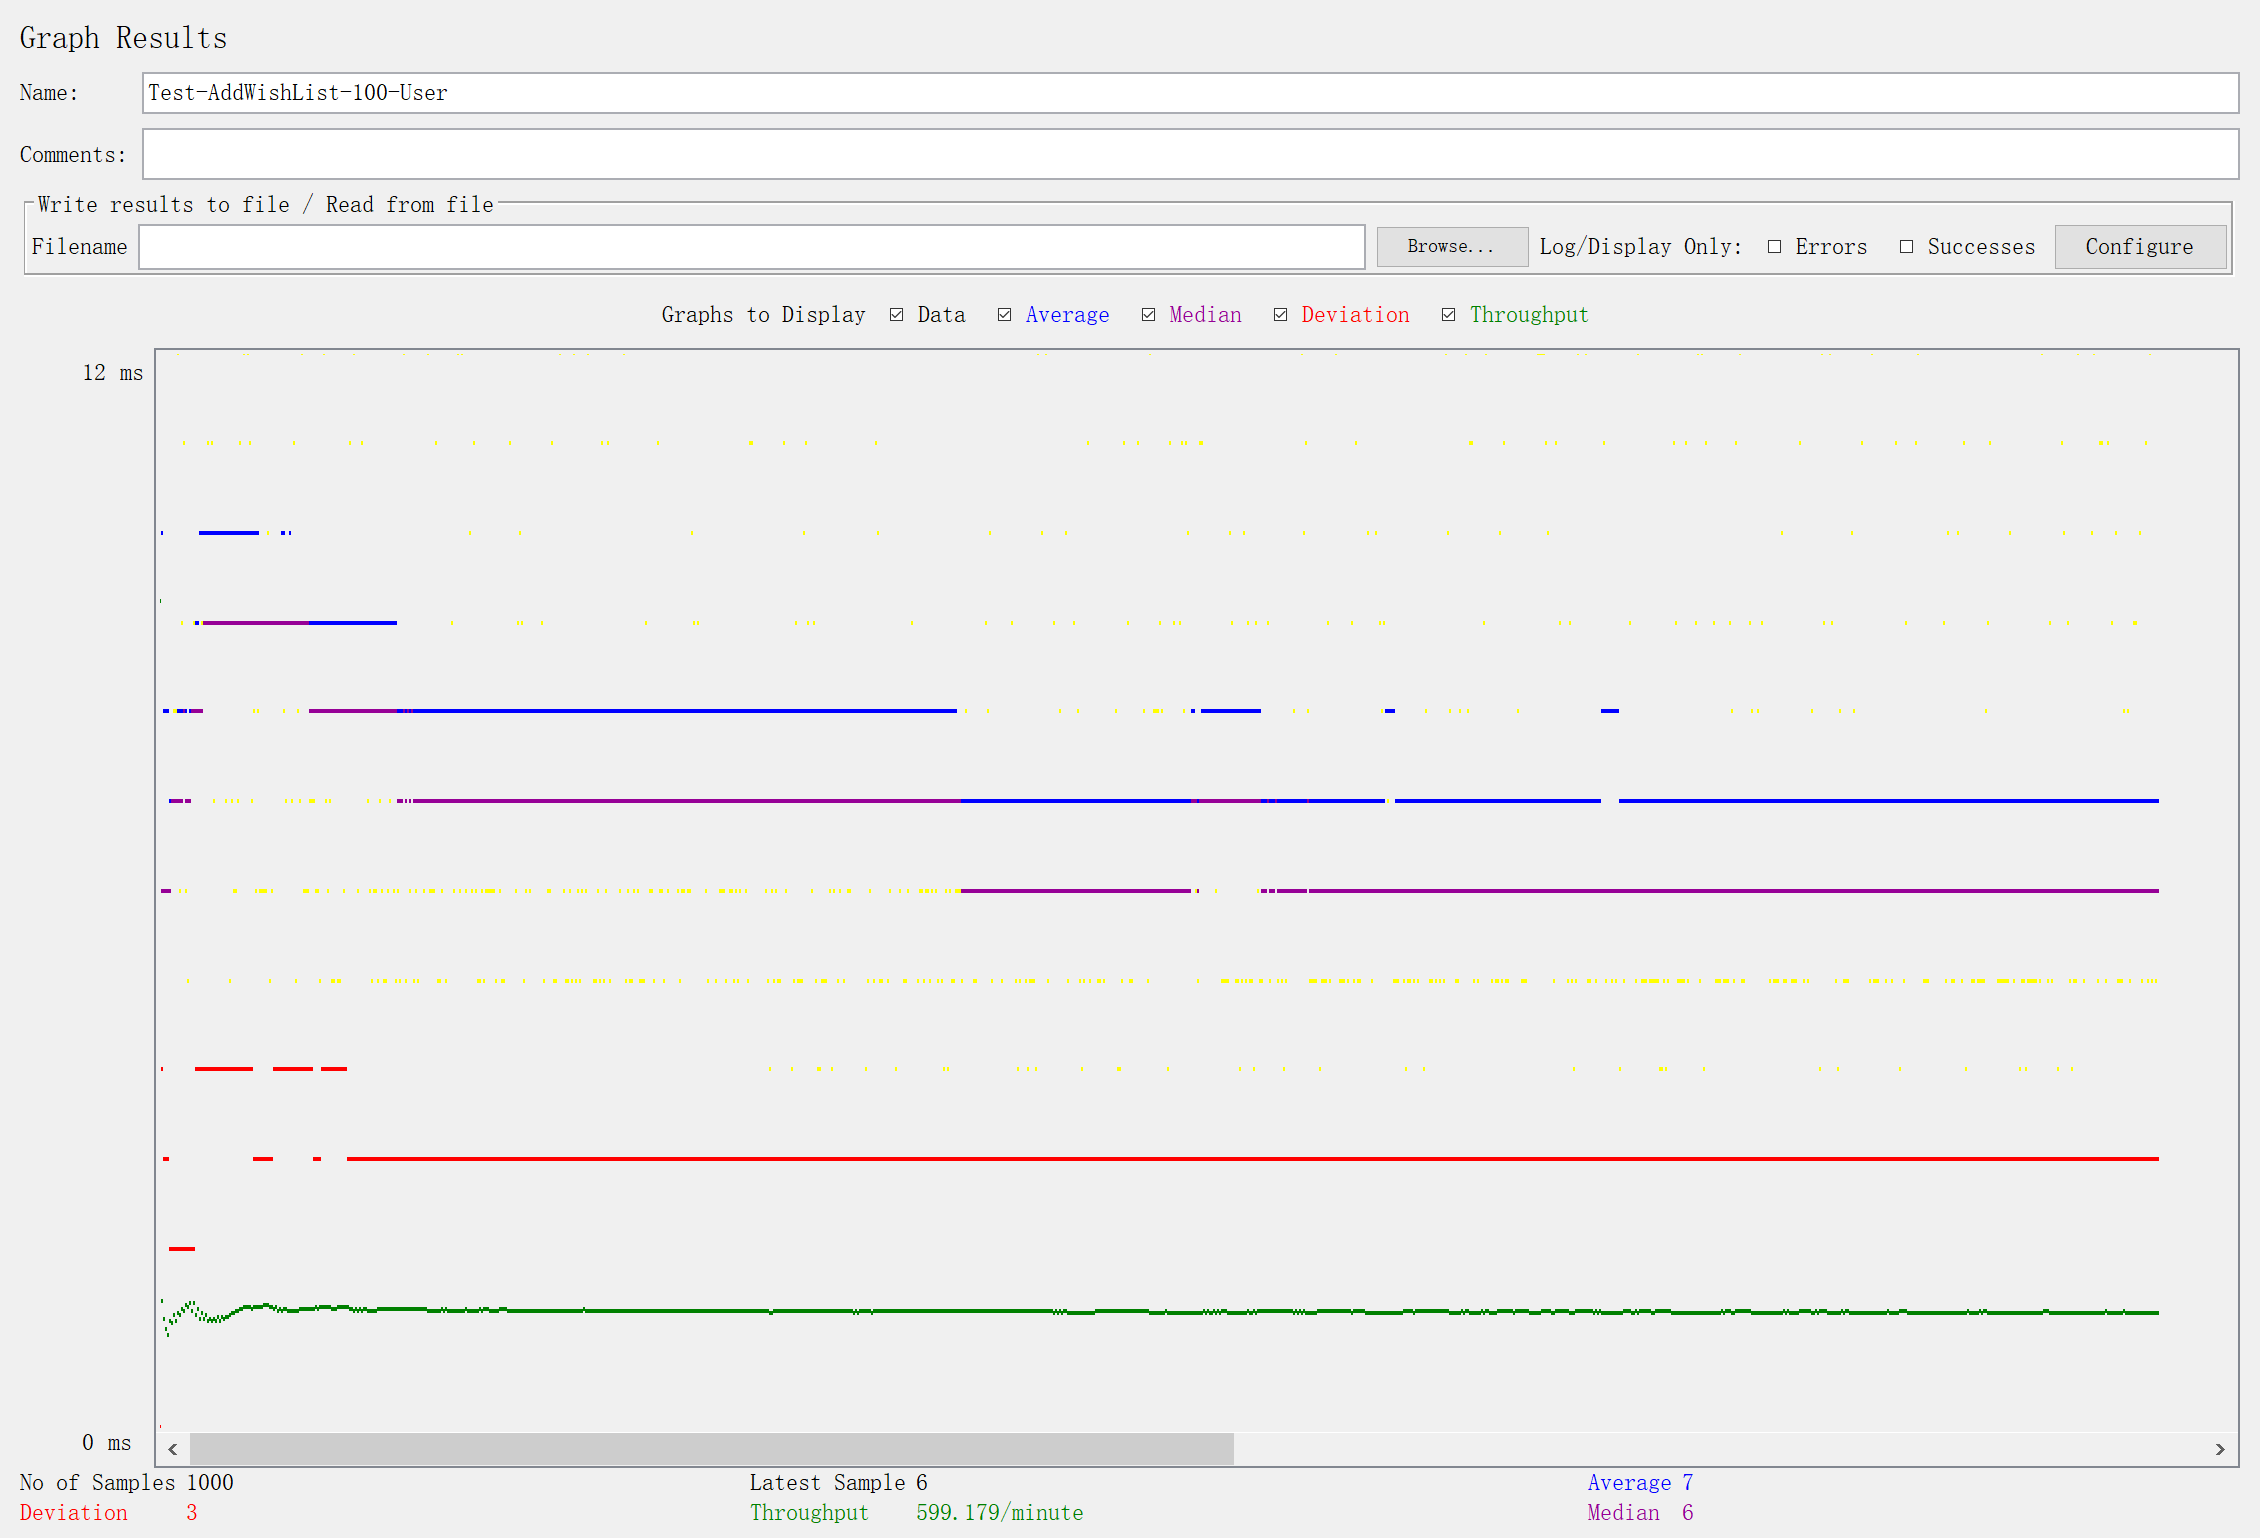 Graph Results
Name: Test-AddWishList-100-User
Comments:
Write results to file / Read from file
Filename Browse... Log/Display Only: Errors Successes Configure
Graphs to Display Data Average Median Deviation Throughput
12 ms
0 ms
No of Samples 1000 Latest Sample 6 Average 7
Deviation 3 Throughput 599.179/minute Median 6